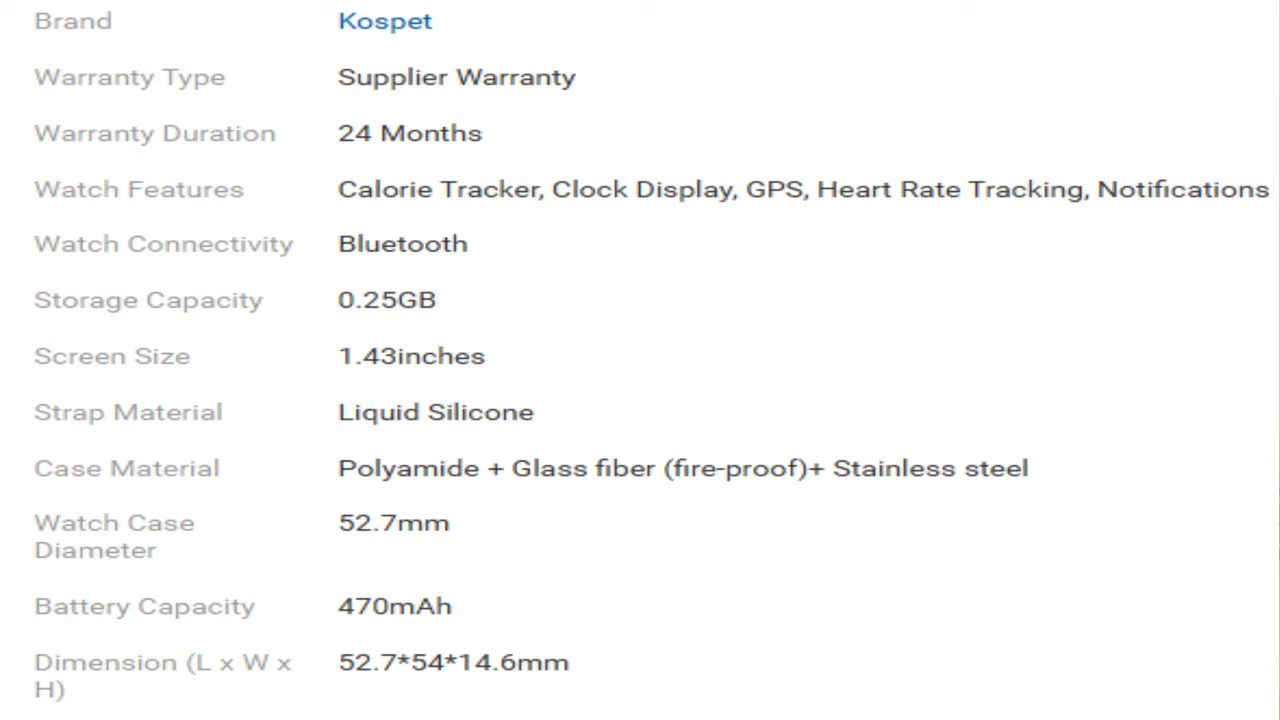 Brand Kospet
Warranty Type Supplier Warranty
Warranty Duration 24 Months
Watch Features Calorie Tracker, Clock Display, GPS, Heart Rate Tracking, Notifications
Watch Connectivity Bluetooth
Storage Capacity 0.25GB
Screen Size 1.43inches
Strap Material Liquid Silicone
Case Material Polyamide + Glass fiber (fire-proof)+ Stainless steel
Watch Case 52.7mm
Diameter
Battery Capacity 470mAh
Dimension (L x W x 52.7*54*14.6mm
H)